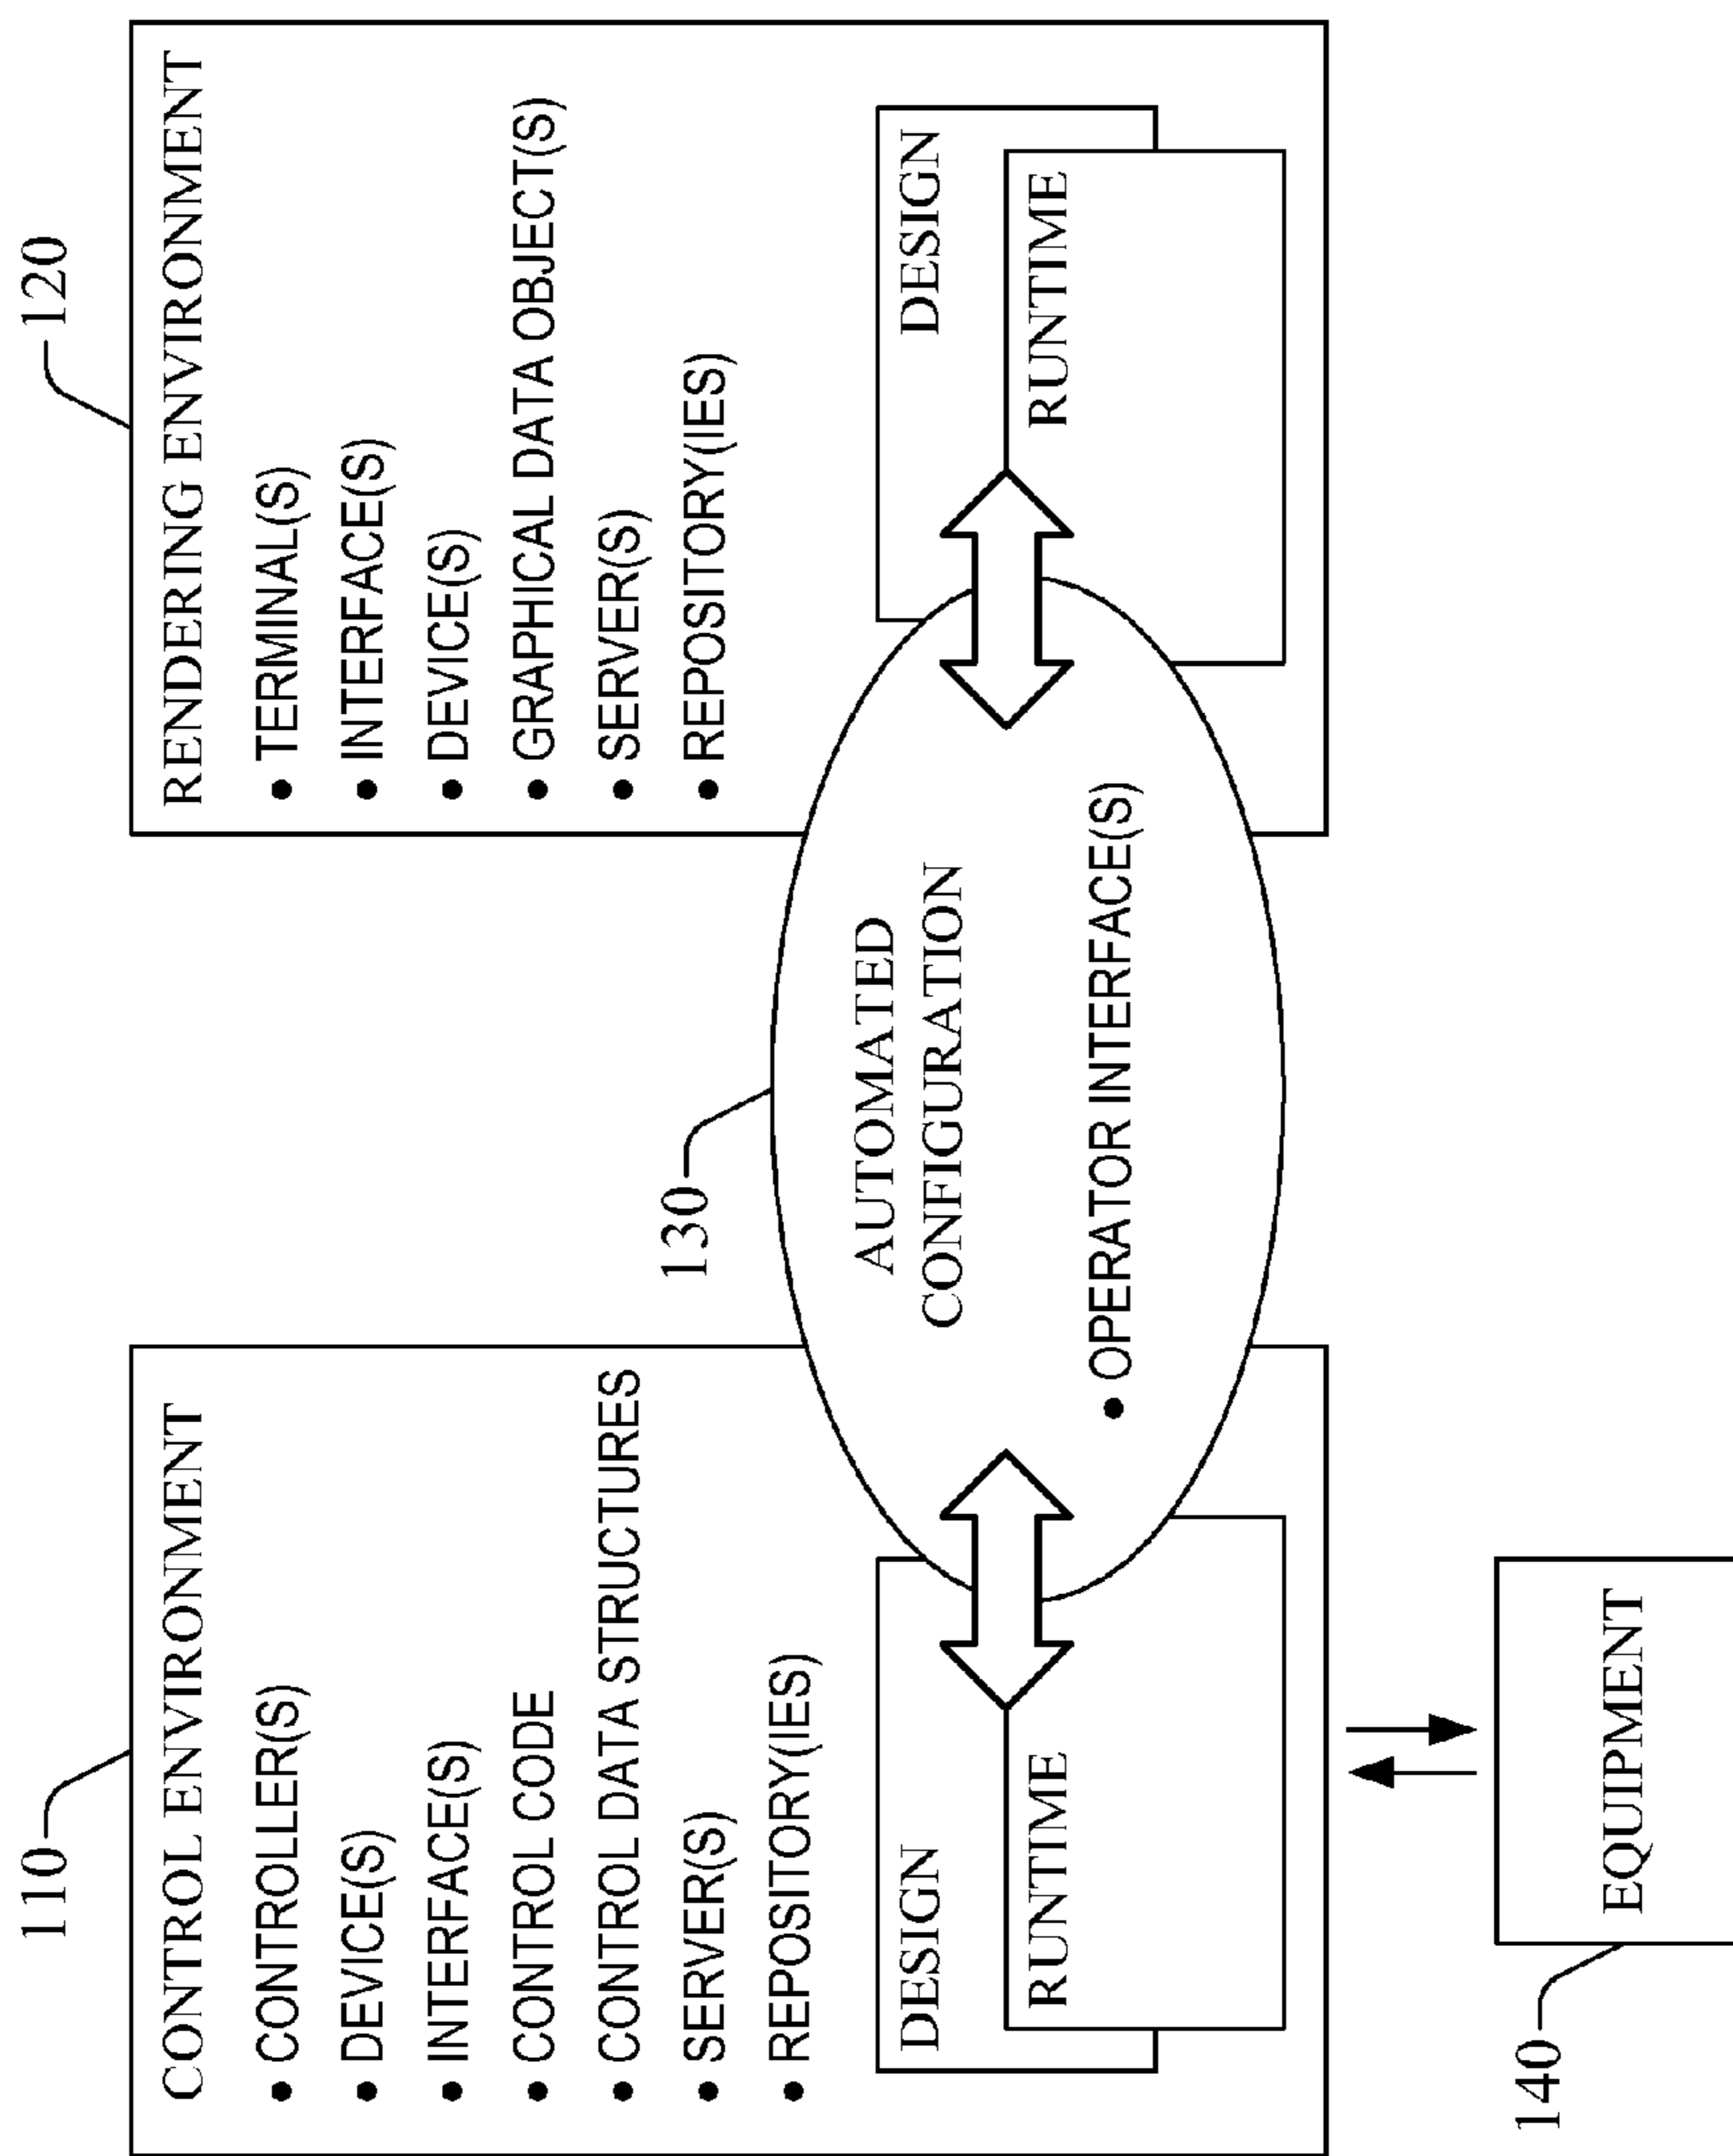 110
CONTROL ENVIRONMENT
• CONTROLLER(S)
• DEVICE(S)
• INTERFACE(S)
• CONTROL CODE
• CONTROL DATA STRUCTURES
• SERVER(S)
• REPOSITORY(IES)
DESIGN
RUNTIME
130
AUTOMATED
CONFIGURATION
• OPERATOR INTERFACE(S)
120
RENDERING ENVIRONMENT
• TERMINAL(S)
• INTERFACE(S)
• DEVICE(S)
• GRAPHICAL DATA OBJECT(S)
• SERVER(S)
• REPOSITORY(IES)
DESIGN
RUNTIME
140
EQUIPMENT